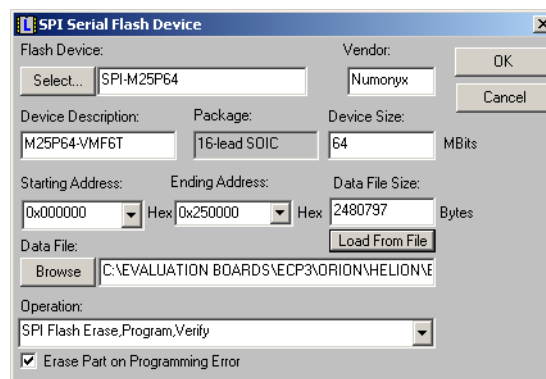 SPI Serial Flash Device
Flash Device: Vendor:
Select... SPI-M25P64 Numonyx OK
Cancel
Device Description: Package: Device Size:
M25P64-VMF6T 16-lead SOIC 64 MBits
Starting Address: Ending Address: Data File Size:
0x000000 Hex 0x250000 Hex 2480797 Bytes
Data File: Load From File
Browse C:\EVALUATION BOARDS\ECP3\ORION\HELION\E
Operation:
SPI Flash Erase,Program,Verify
Erase Part on Programming Error